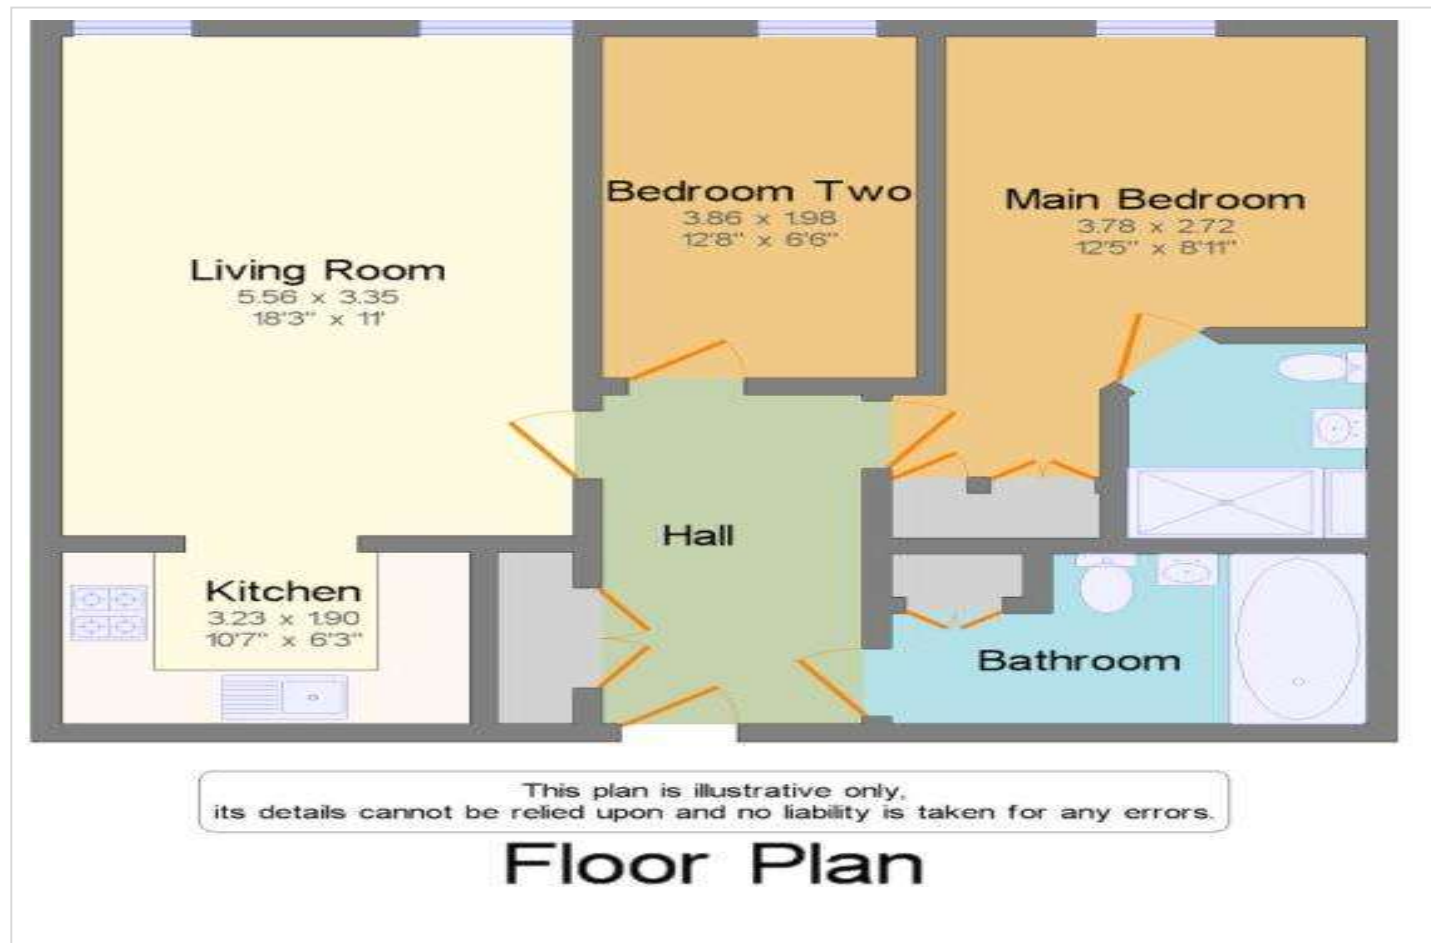 Living Room
5.56 x 3.35
18'3" x 11'
Bedroom Two
3.86 x 1.98
12'8" x 6'6"
Main Bedroom
3.78 x 2.72
12'5" x 8'11"
Hall
Kitchen
3.23 x 1.90
10'7" x 6'3"
Bathroom
This plan is illustrative only,
its details cannot be relied upon and no liability is taken for any errors.
Floor Plan